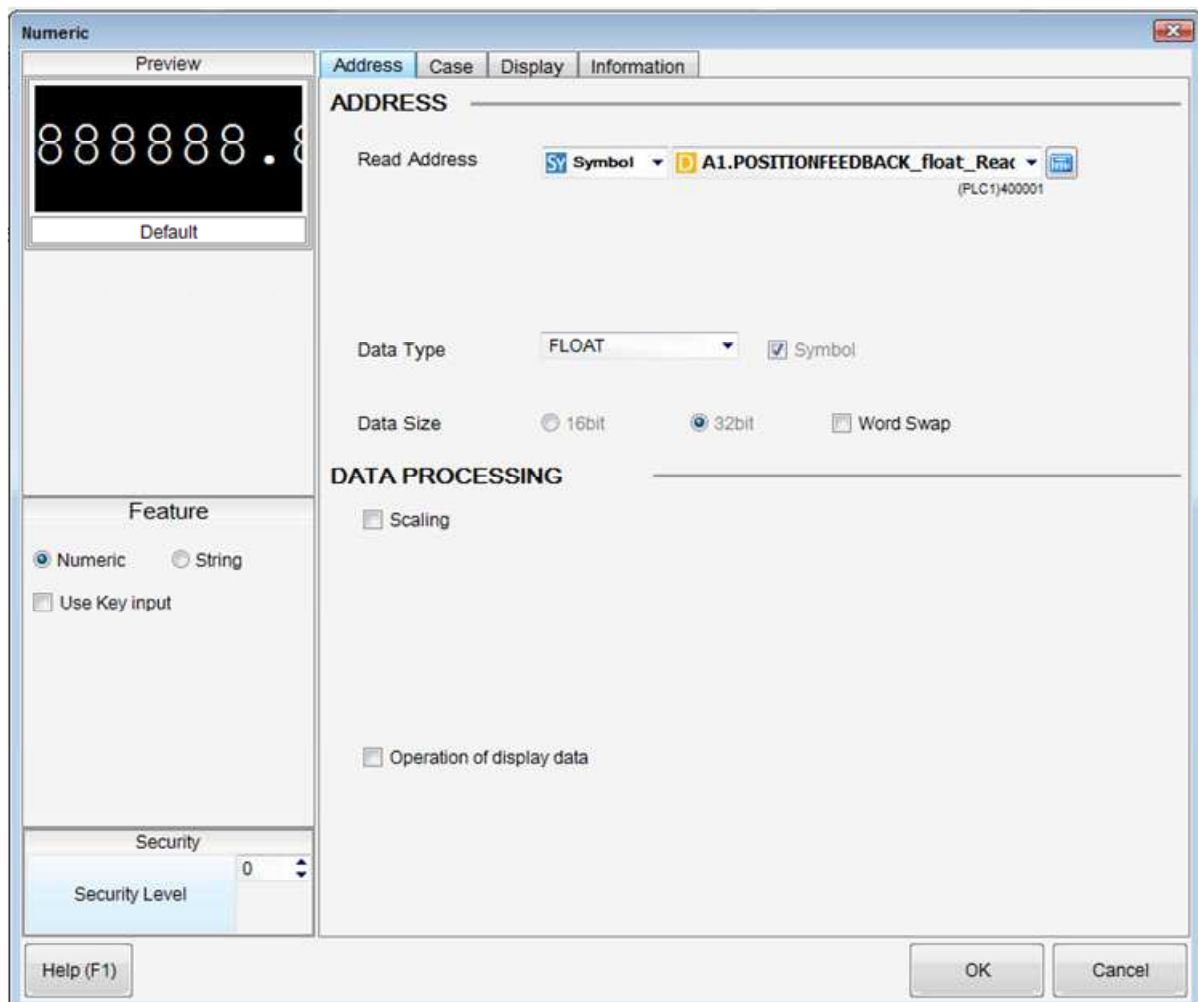 Numeric
Preview
888888.8
Default
Feature
Numeric String
Use Key input
Security
Security Level 0
Address Case Display Information
ADDRESS
Read Address SY Symbol D A1.POSITIONFEEDBACK_float_Read
(PLC1)400001
Data Type FLOAT Symbol
Data Size 16bit 32bit Word Swap
DATA PROCESSING
Scaling
Operation of display data
Help (F1) OK Cancel